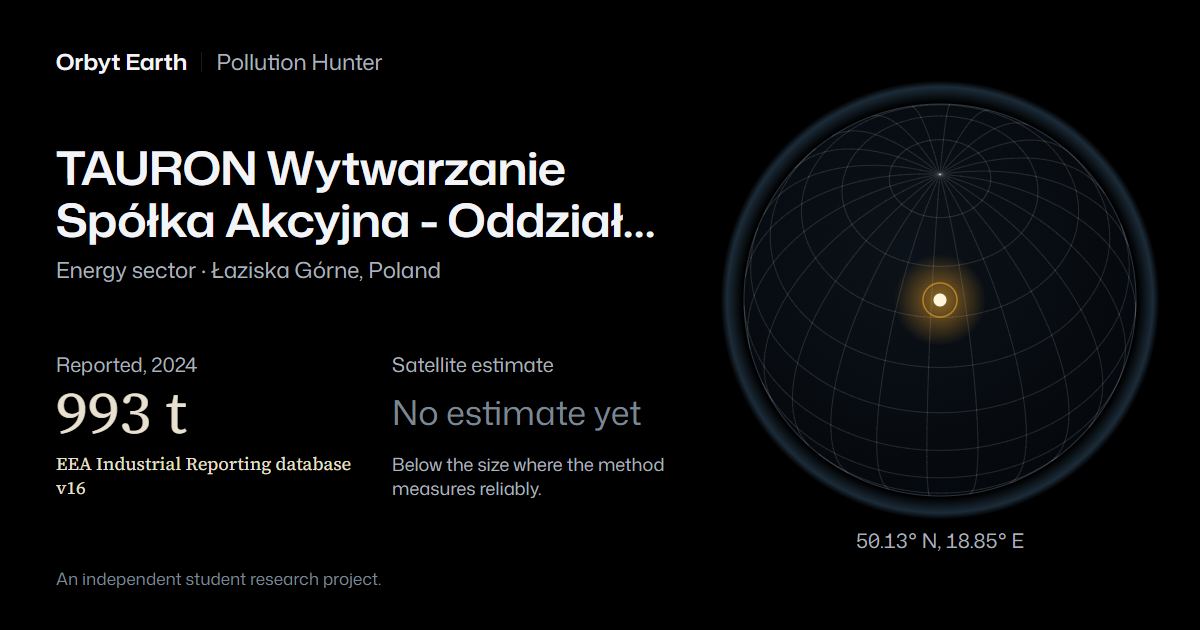 Orbyt Earth | Pollution Hunter
TAURON Wytwarzanie
Spółka Akcyjna - Oddział...
Energy sector · Łaziska Górne, Poland
Reported, 2024
993 t
EEA Industrial Reporting database
v16
Satellite estimate
No estimate yet
Below the size where the method
measures reliably.
50.13° N, 18.85° E
An independent student research project.